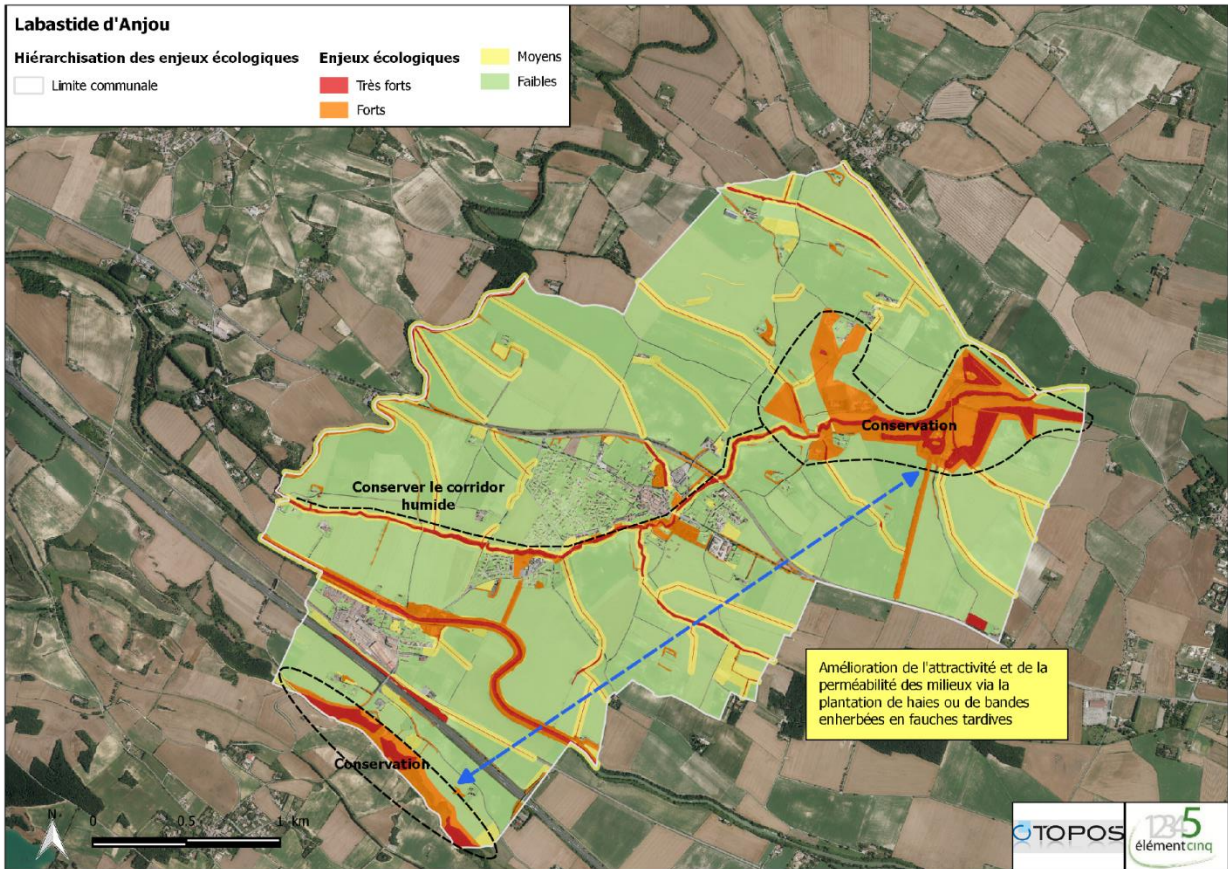 Labastide d'Anjou
Hiérarchisation des enjeux écologiques
Limite communale
Enjeux écologiques
Très forts
Forts
Moyens
Faibles
Conservation
Conserver le corridor
humide
Amélioration de l'attractivité et de la
perméabilité des milieux via la
plantation de haies ou de bandes
enherbées en fauches tardives
Conservation
N
0 0.5 1 km
OTOPOS
12345
élémentcinq